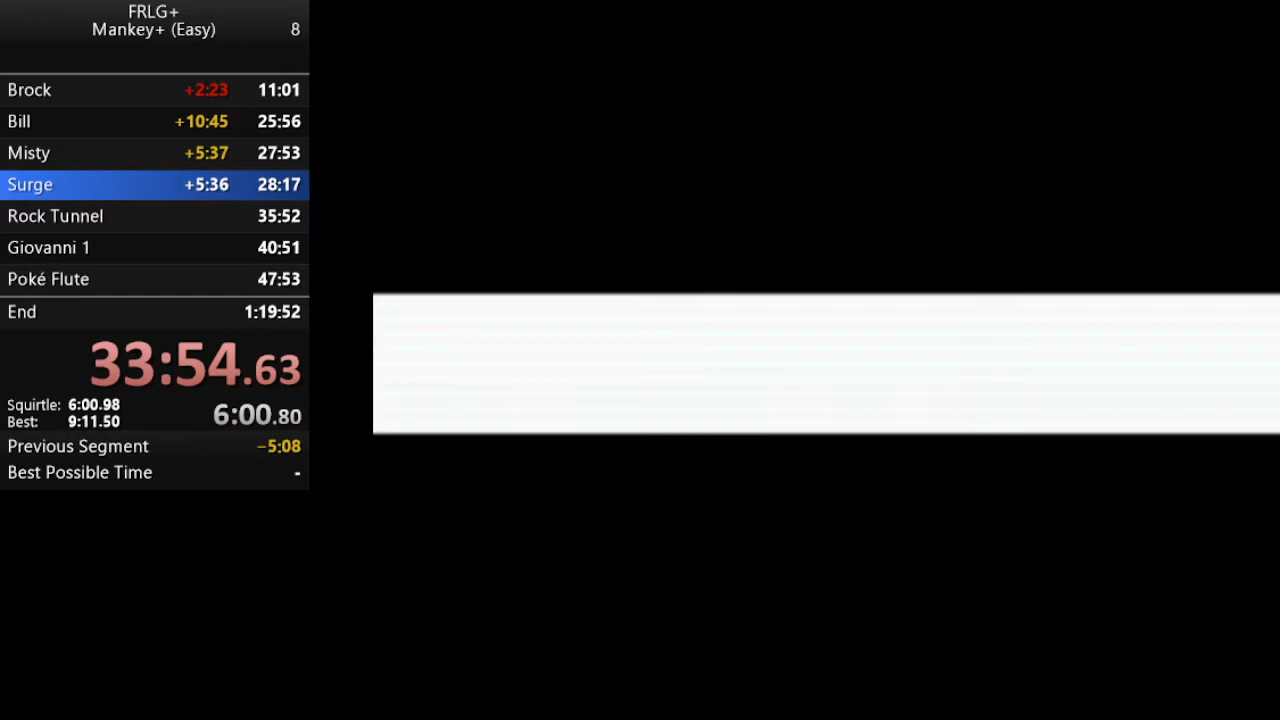 FRLG+
Mankey+ (Easy) 8
Brock +2:23 11:01
Bill +10:45 25:56
Misty +5:37 27:53
Surge +5:36 28:17
Rock Tunnel 35:52
Giovanni 1 40:51
Poké Flute 47:53
End 1:19:52
33:54.63
Squirtle: 6:00.98
Best: 9:11.50
6:00.80
Previous Segment −5:08
Best Possible Time -